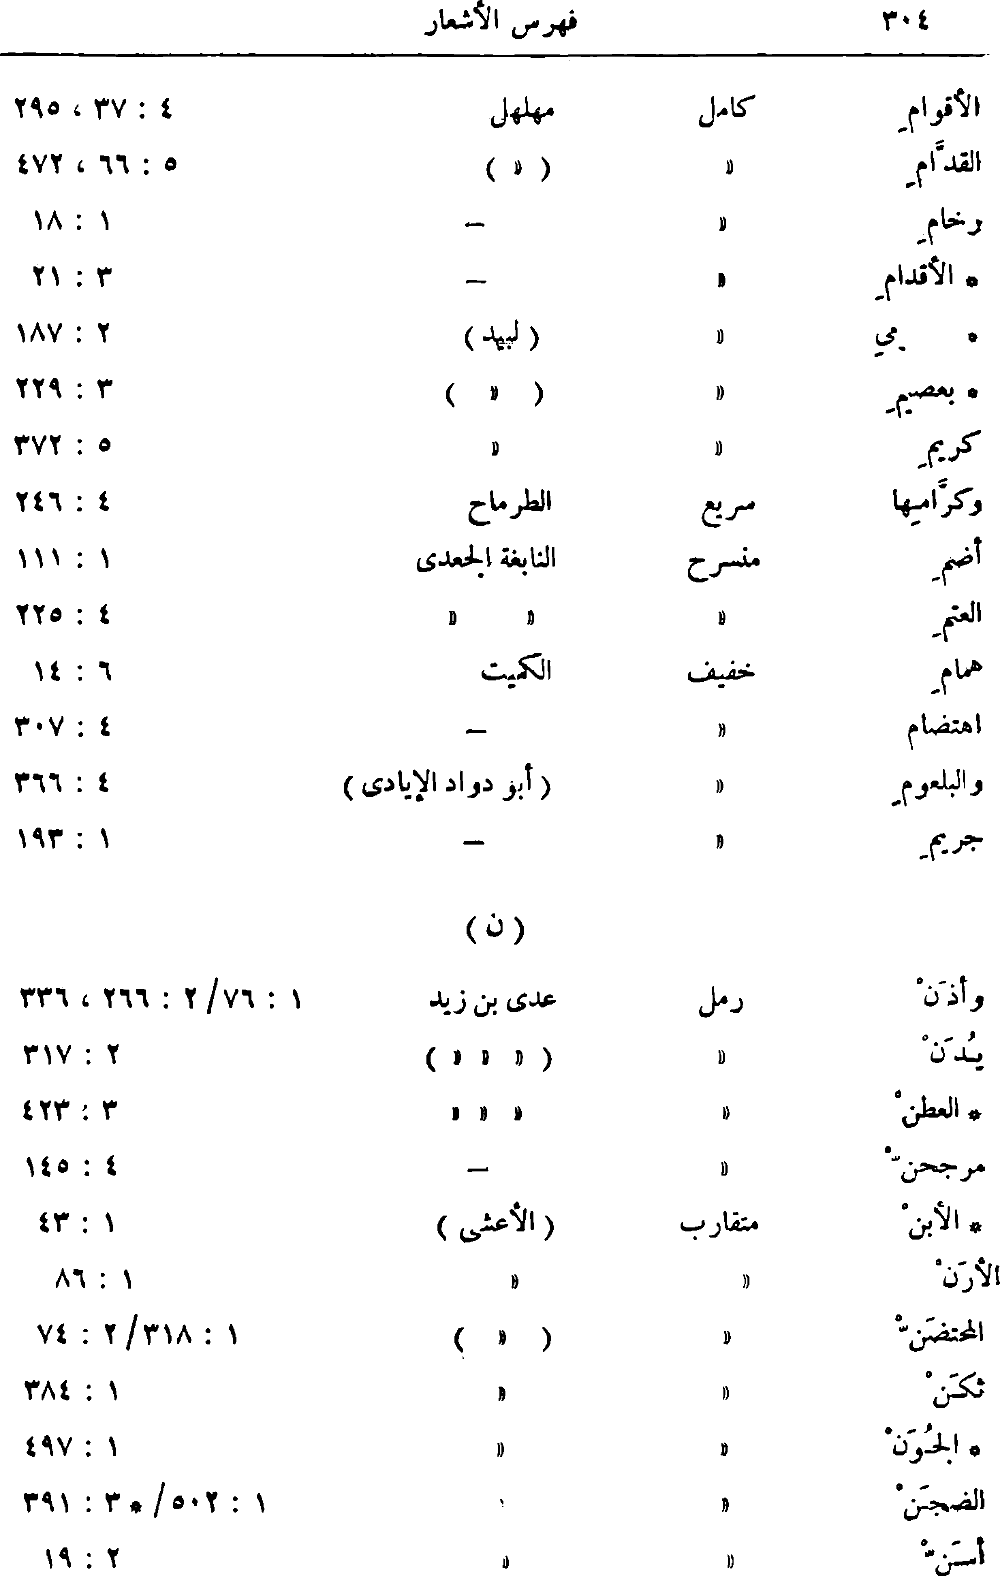 ٣٠٤ فهرس الأشعار
الأقوامِ كامل مهلهل ٤ : ٣٧ ، ٢٩٥
القدَّامِ » ( » ) ٥ : ٦٦ ، ٤٧٢
رخامِ » — ١ : ١٨
* الأقدامِ » — ٣ : ٢١
* مِي » ( لبيد ) ٢ : ١٨٧
* بعصيمِ » ( » ) ٣ : ٢٢٩
كريمِ » » ٥ : ٣٧٢
وكرَّاميها سريع الطرماح ٤ : ٢٤٦
أضمِ منسرح النابغة الجعدى ١ : ١١١
العتمِ » » » ٤ : ٢٢٥
همامِ خفيف الكميت ٦ : ١٤
اهتضام » — ٤ : ٣٠٧
والبلعومِ » ( أبو دواد الإيادى ) ٤ : ٣٦٦
جريمِ » — ١ : ١٩٣
( ن )
وأذَنْ رمل عدى بن زيد ١ : ٧٦/ ٢ : ٢٦٦ ، ٣٣٦
يُدَنْ » ( » » » ) ٢ : ٣١٧
* العطنْ » » » » ٣ : ٤٢٣
مرجحنّْ » — ٤ : ١٤٥
* الأبنْ متقارب ( الأعشى ) ١ : ٤٣
الأرَنْ » » ١ : ٨٦
المحتضَنّْ » ( » ) ١ : ٣١٨/ ٢ : ٧٤
ثكَنْ » » ١ : ٣٨٤
* الجُوَنْ » » ١ : ٤٩٧
الضجَنْ » ١ : ٥٠٢/ * ٣ : ٣٩١
أسَنّْ » » ٢ : ١٩